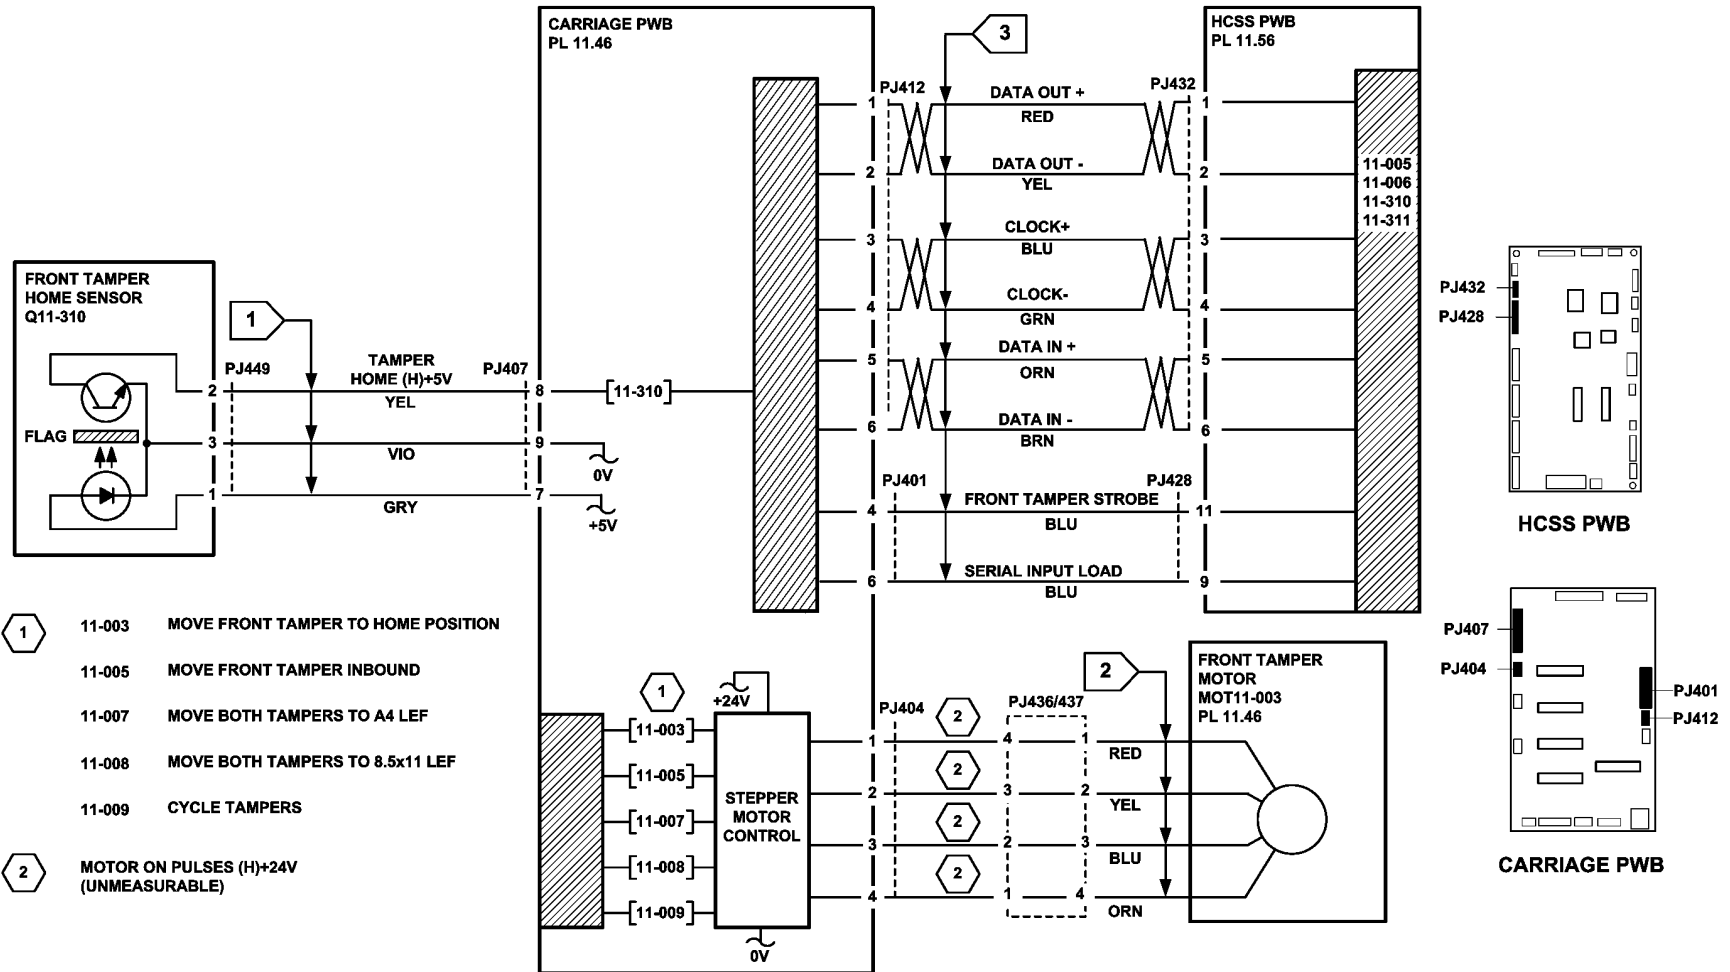 CARRIAGE PWB
PL 11.46
3
HCSS PWB
PL 11.56
PJ412
PJ432
1
DATA OUT +
1
RED
2
DATA OUT -
2
YEL
11-005
11-006
11-310
11-311
3
CLOCK+
3
BLU
4
CLOCK-
4
GRN
5
DATA IN +
5
ORN
6
DATA IN -
6
BRN
PJ401
PJ428
4
FRONT TAMPER STROBE
11
BLU
6
SERIAL INPUT LOAD
9
BLU
FRONT TAMPER
HOME SENSOR
Q11-310
1
PJ449
TAMPER
HOME (H)+5V
PJ407
2
YEL
8
[11-310]
FLAG
3
VIO
9
0V
1
GRY
7
+5V
PJ432
PJ428
HCSS PWB
1
11-003 MOVE FRONT TAMPER TO HOME POSITION
11-005 MOVE FRONT TAMPER INBOUND
11-007 MOVE BOTH TAMPERS TO A4 LEF
11-008 MOVE BOTH TAMPERS TO 8.5x11 LEF
11-009 CYCLE TAMPERS
2
MOTOR ON PULSES (H)+24V
(UNMEASURABLE)
1
+24V
[11-003]
[11-005]
[11-007]
[11-008]
[11-009]
STEPPER
MOTOR
CONTROL
0V
PJ404
2
PJ436/437
2
FRONT TAMPER
MOTOR
MOT11-003
PL 11.46
1
4
1
RED
2
2
3
2
YEL
2
3
2
3
BLU
2
4
1
4
ORN
PJ407
PJ404
PJ401
PJ412
CARRIAGE PWB